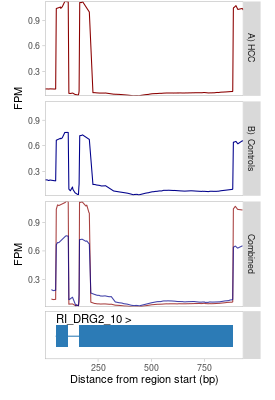 0.9
0.6
0.3
A) HCC
FPM
0.9
0.6
0.3
B) Controls
0.9
0.6
0.3
FPM
Combined
RI_DRG2_10 >
250
500
750
Distance from region start (bp)